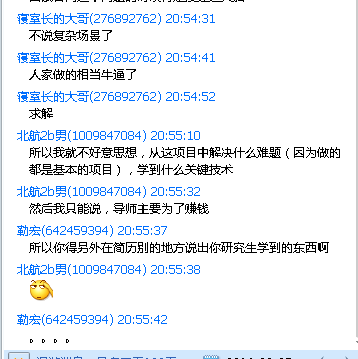 寝室长的大哥(276892762) 20:54:31
不说复杂场景了
寝室长的大哥(276892762) 20:54:41
人家做的相当牛逼了
寝室长的大哥(276892762) 20:54:52
求解
北航2b男(1009847084) 20:55:10
所以我就不好意思想，从这项目中解决什么难题（因为做的
都是基本的项目），学到什么关键技术
北航2b男(1009847084) 20:55:32
然后我只能说，导师主要为了赚钱
勒宏(642459394) 20:55:37
所以你得另外在简历别的地方说出你研究生学到的东西啊
北航2b男(1009847084) 20:55:38
勒宏(642459394) 20:55:42
。。。。